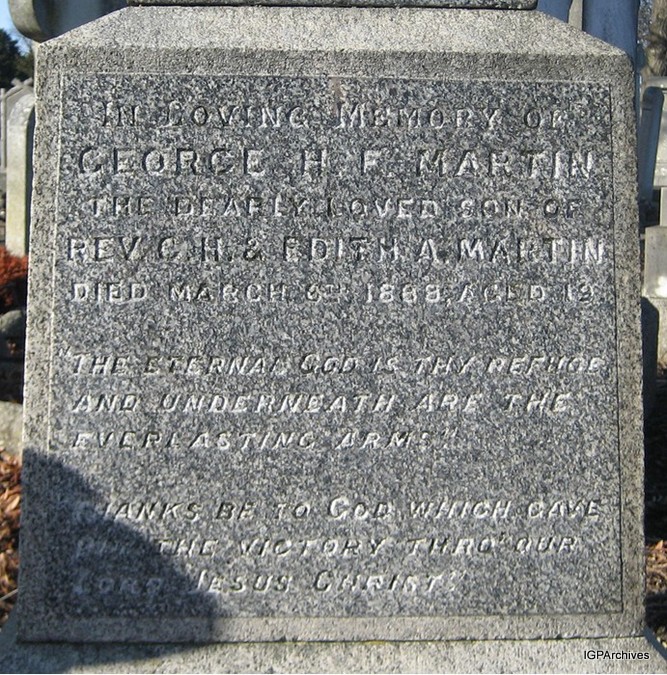 IN LOVING MEMORY OF
GEORGE H. F. MARTIN
THE DEARLY LOVED SON OF
REV. C. H. & EDITH A. MARTIN
DIED MARCH 6TH 1888, AGED 19
"THE ETERNAL GOD IS THY REFUGE
AND UNDERNEATH ARE THE
EVERLASTING ARMS"
THANKS BE TO GOD WHICH GAVE
THE VICTORY THRO' OUR
LORD JESUS CHRIST"
IGPArchives